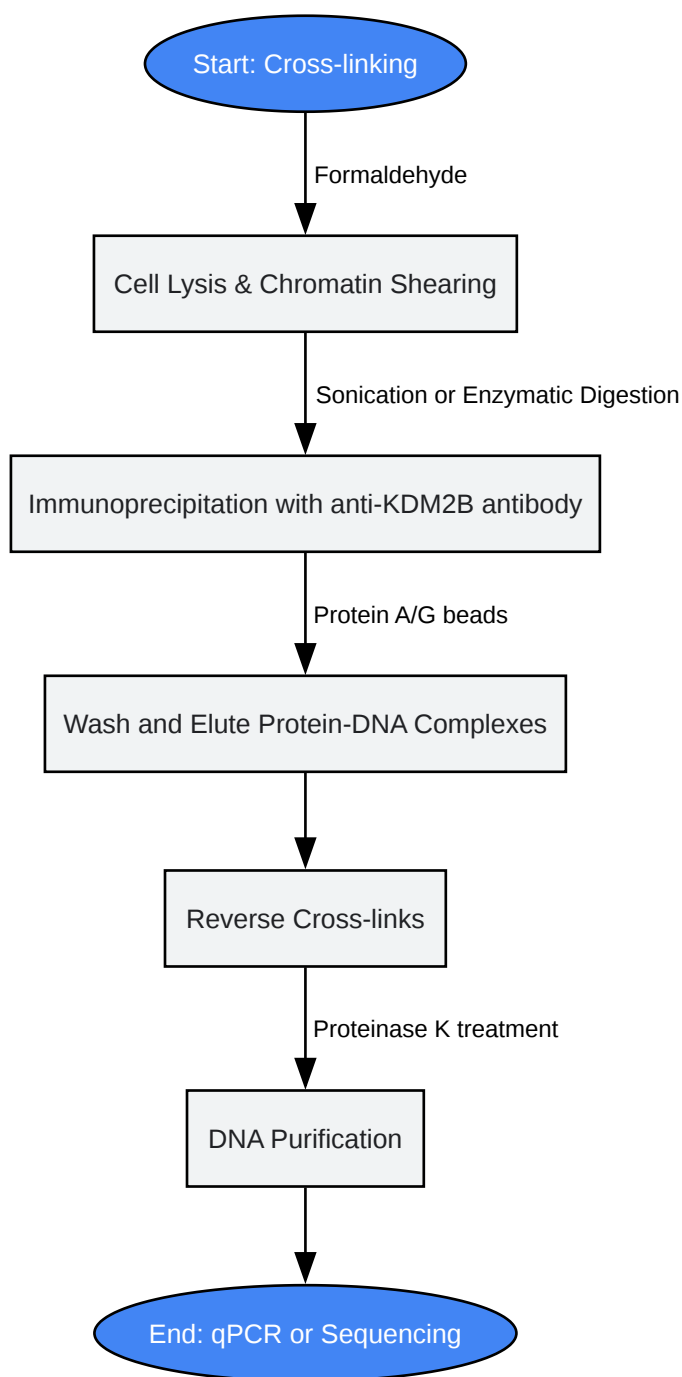 Start: Cross-linking
Formaldehyde
Cell Lysis & Chromatin Shearing
Sonication or Enzymatic Digestion
Immunoprecipitation with anti-KDM2B antibody
Protein A/G beads
Wash and Elute Protein-DNA Complexes
Reverse Cross-links
Proteinase K treatment
DNA Purification
End: qPCR or Sequencing